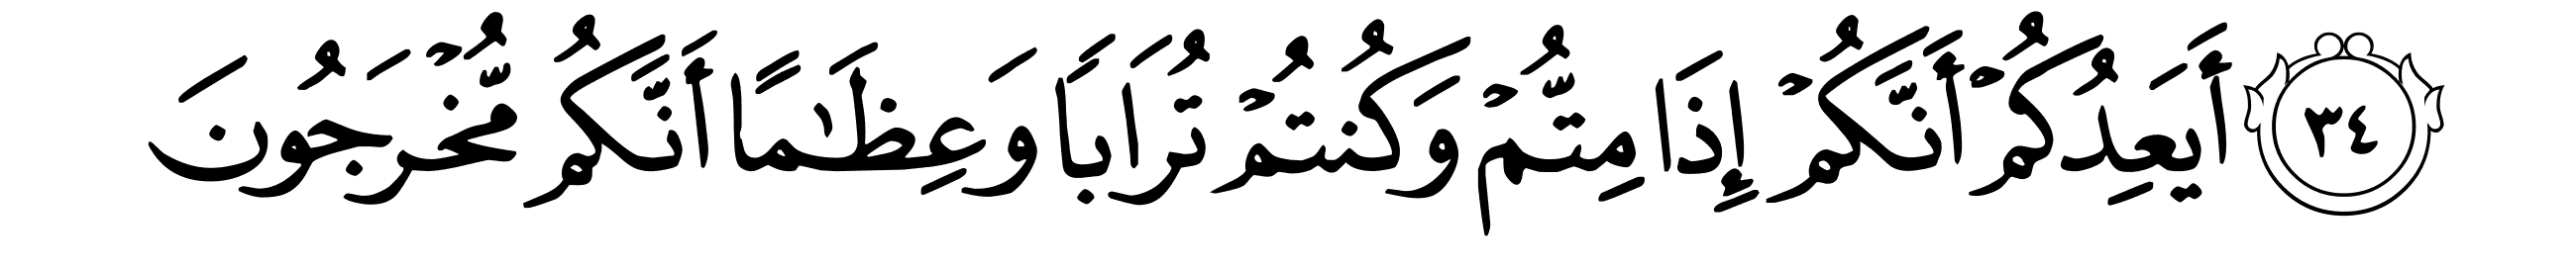 ٣٤ أَيَعِدُكُمْ أَنَّكُمْ إِذَا مِتُّمْ وَكُنتُمْ تُرَابًا وَعِظَٰمًا أَنَّكُم مُّخْرَجُونَ